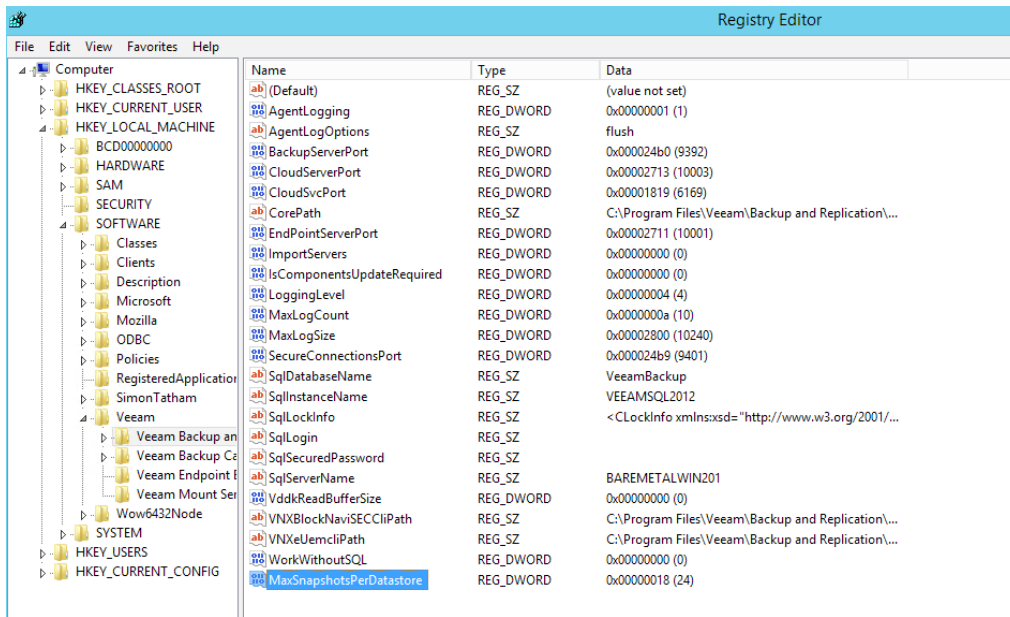 Registry Editor
File Edit View Favorites Help
Computer
HKEY_CLASSES_ROOT
HKEY_CURRENT_USER
HKEY_LOCAL_MACHINE
BCD00000000
HARDWARE
SAM
SECURITY
SOFTWARE
Classes
Clients
Description
Microsoft
Mozilla
ODBC
Policies
RegisteredApplication
SimonTatham
Veeam
Veeam Backup an
Veeam Backup Ca
Veeam Endpoint B
Veeam Mount Ser
Wow6432Node
SYSTEM
HKEY_USERS
HKEY_CURRENT_CONFIG
Name Type Data
(Default) REG_SZ (value not set)
AgentLogging REG_DWORD 0x00000001 (1)
AgentLogOptions REG_SZ flush
BackupServerPort REG_DWORD 0x000024b0 (9392)
CloudServerPort REG_DWORD 0x00002713 (10003)
CloudSvcPort REG_DWORD 0x00001819 (6169)
CorePath REG_SZ C:\Program Files\Veeam\Backup and Replication\...
EndPointServerPort REG_DWORD 0x00002711 (10001)
ImportServers REG_DWORD 0x00000000 (0)
IsComponentsUpdateRequired REG_DWORD 0x00000000 (0)
LoggingLevel REG_DWORD 0x00000004 (4)
MaxLogCount REG_DWORD 0x0000000a (10)
MaxLogSize REG_DWORD 0x00002800 (10240)
SecureConnectionsPort REG_DWORD 0x000024b9 (9401)
SqlDatabaseName REG_SZ VeeamBackup
SqlInstanceName REG_SZ VEEAMSQL2012
SqlLockInfo REG_SZ <CLockInfo xmlns:xsd="http://www.w3.org/2001/...
SqlLogin REG_SZ
SqlSecuredPassword REG_SZ
SqlServerName REG_SZ BAREMETALWIN201
VddkReadBufferSize REG_DWORD 0x00000000 (0)
VNXBlockNaviSECCliPath REG_SZ C:\Program Files\Veeam\Backup and Replication\...
VNXeUemcliPath REG_SZ C:\Program Files\Veeam\Backup and Replication\...
WorkWithoutSQL REG_DWORD 0x00000000 (0)
MaxSnapshotsPerDatastore REG_DWORD 0x00000018 (24)